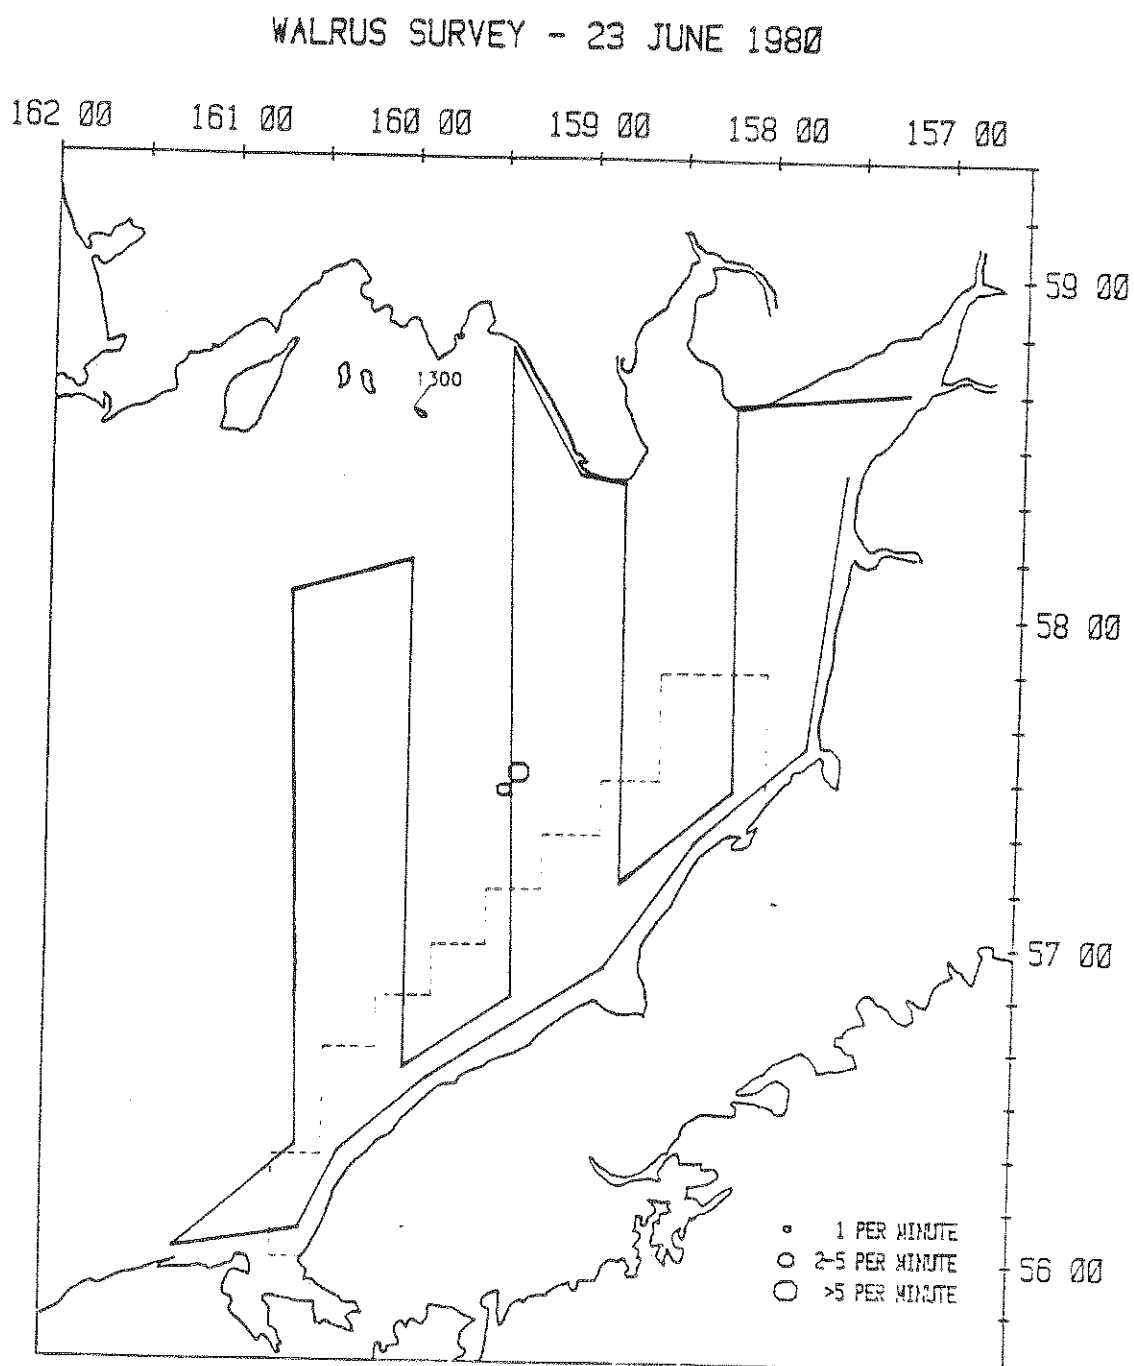 WALRUS SURVEY - 23 JUNE 1980
162 00 161 00 160 00 159 00 158 00 157 00
59 00
1300
58 00
57 00
1 PER MINUTE
2-5 PER MINUTE
56 00
>5 PER MINUTE